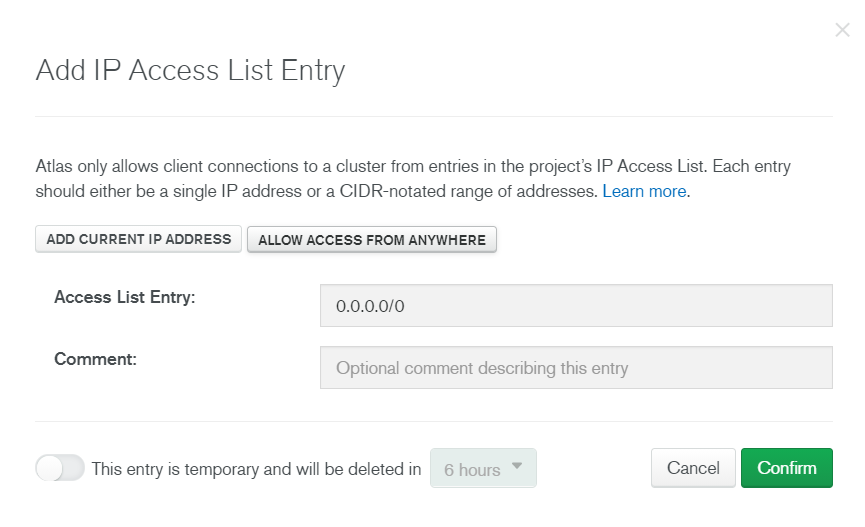 Add IP Access List Entry
Atlas only allows client connections to a cluster from entries in the project's IP Access List. Each entry
should either be a single IP address or a CIDR-notated range of addresses. Learn more.
ADD CURRENT IP ADDRESS ALLOW ACCESS FROM ANYWHERE
Access List Entry: 0.0.0.0/0
Comment: Optional comment describing this entry
This entry is temporary and will be deleted in 6 hours Cancel Confirm